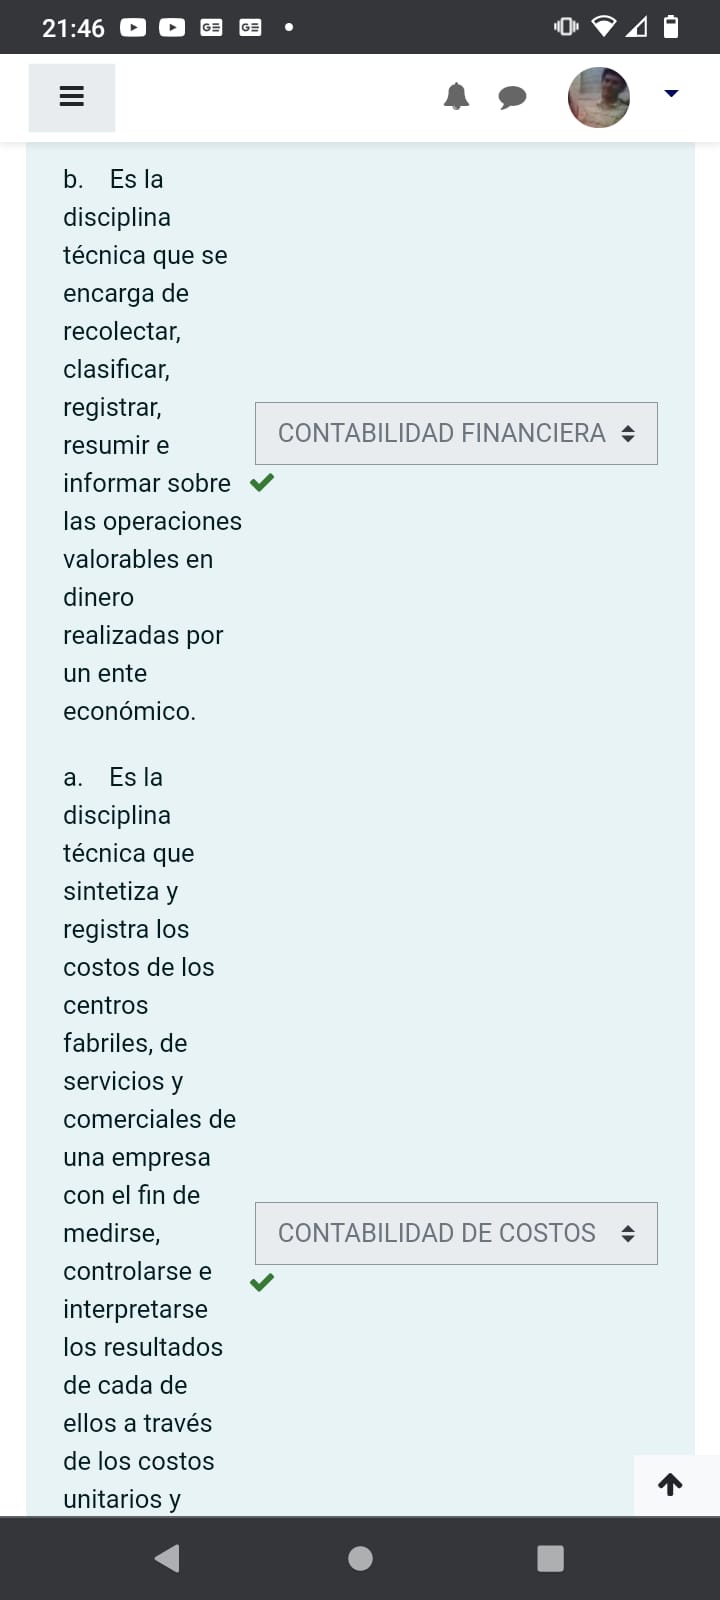 21:46
GE GE
b. Es la
disciplina
técnica que se
encarga de
recolectar,
clasificar,
registrar,
resumir e
informar sobre
las operaciones
valorables en
dinero
realizadas por
un ente
económico.
CONTABILIDAD FINANCIERA
a. Es la
disciplina
técnica que
sintetiza y
registra los
costos de los
centros
fabriles, de
servicios y
comerciales de
una empresa
con el fin de
medirse,
controlarse e
interpretarse
los resultados
de cada de
ellos a través
de los costos
unitarios y
CONTABILIDAD DE COSTOS